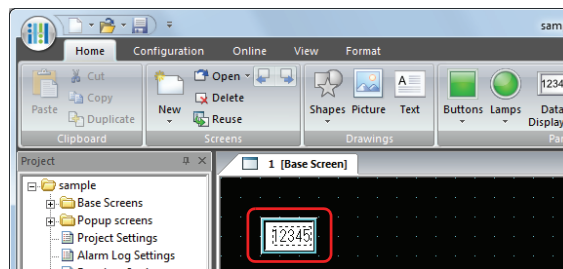 sam
Home Configuration Online View Format
Paste
Cut
Copy
Duplicate
Clipboard
New
Open
Delete
Reuse
Screens
Shapes Picture Text
Drawings
Buttons Lamps Data
Display
1234
Pa
Project
1 [Base Screen]
sample
Base Screens
Popup screens
Project Settings
Alarm Log Settings
12345